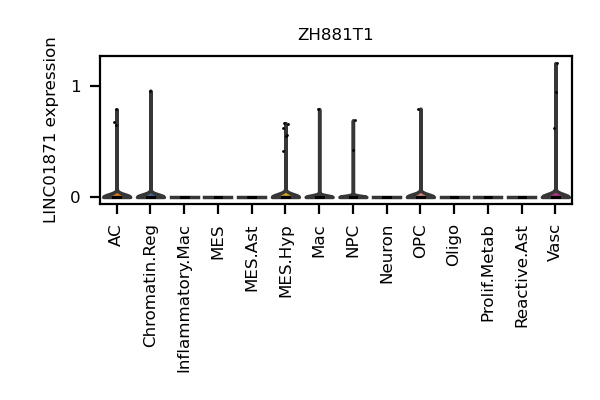 ZH881T1
LINC01871 expression
1
0
AC
Chromatin.Reg
Inflammatory.Mac
MES
MES.Ast
MES.Hyp
Mac
NPC
Neuron
OPC
Oligo
Prolif.Metab
Reactive.Ast
Vasc